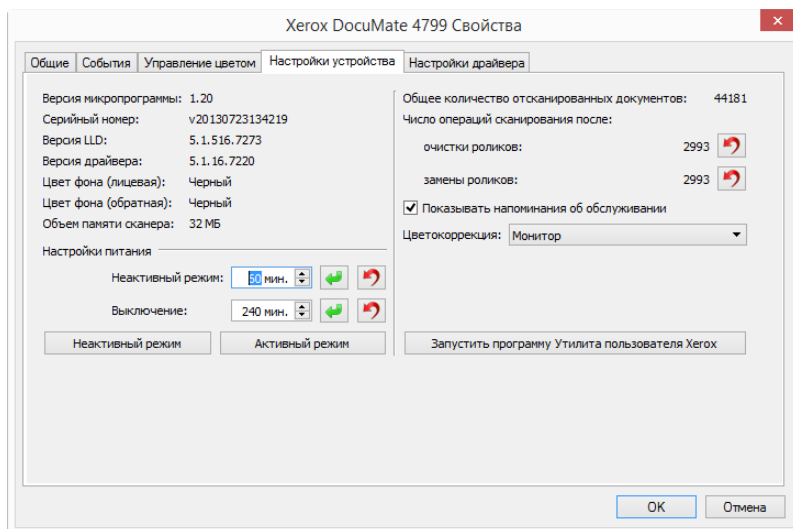 Xerox DocuMate 4799 Свойства
Общие События Управление цветом Настройки устройства Настройки драйвера
Версия микропрограммы: 1.20
Серийный номер: v20130723134219
Версия LLD: 5.1.516.7273
Версия драйвера: 5.1.16.7220
Цвет фона (лицевая): Черный
Цвет фона (обратная): Черный
Объем памяти сканера: 32 МБ
Настройки питания
Неактивный режим: 50 мин.
Выключение: 240 мин.
Неактивный режим Активный режим
Общее количество отсканированных документов: 44181
Число операций сканирования после:
очистки роликов: 2993
замены роликов: 2993
Показывать напоминания об обслуживании
Цветокоррекция: Монитор
Запустить программу Утилита пользователя Xerox
OK Отмена